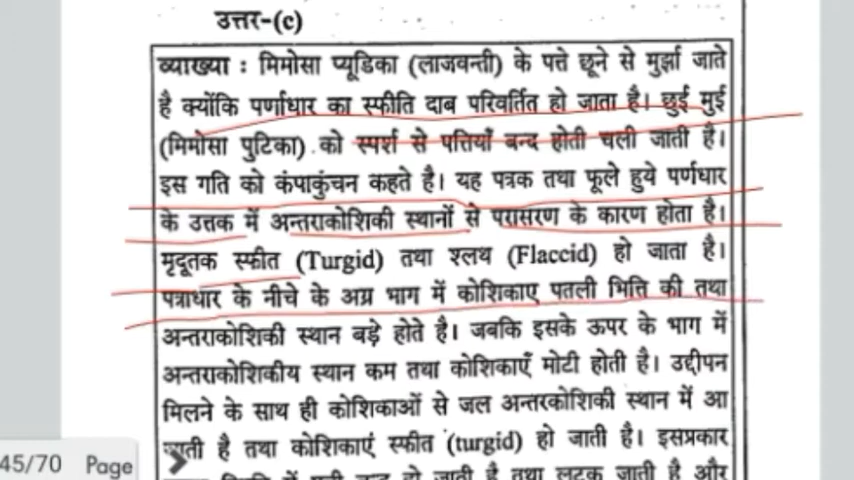 उत्तर-(c)
व्याख्या : मिमोसा प्यूडिका (लाजवन्ती) के पत्ते छूने से मुर्झा जाते
है क्योंकि पर्णाधार का स्फीति दाब परिवर्तित हो जाता है। छुई मुई
(मिमोसा पुटिका) को स्पर्श से पत्तियाँ बन्द होती चली जाती है।
इस गति को कंपाकुंचन कहते है। यह पत्रक तथा फूले हुये पर्णधार
के उत्तक में अन्तराकोशिकी स्थानों से परासरण के कारण होता है।
मृदूतक स्फीत (Turgid) तथा श्लथ (Flaccid) हो जाता है।
पत्राधार के नीचे के अग्र भाग में कोशिकाए पतली भित्ति की तथा
अन्तराकोशिकी स्थान बड़े होते है। जबकि इसके ऊपर के भाग में
अन्तराकोशिकीय स्थान कम तथा कोशिकाएँ मोटी होती है। उद्दीपन
मिलने के साथ ही कोशिकाओं से जल अन्तरकोशिकी स्थान में आ
जाती है तथा कोशिकाएं स्फीत (turgid) हो जाती है। इसप्रकार
में हो जाती है तथा लटक जाती है और
45/70 Page